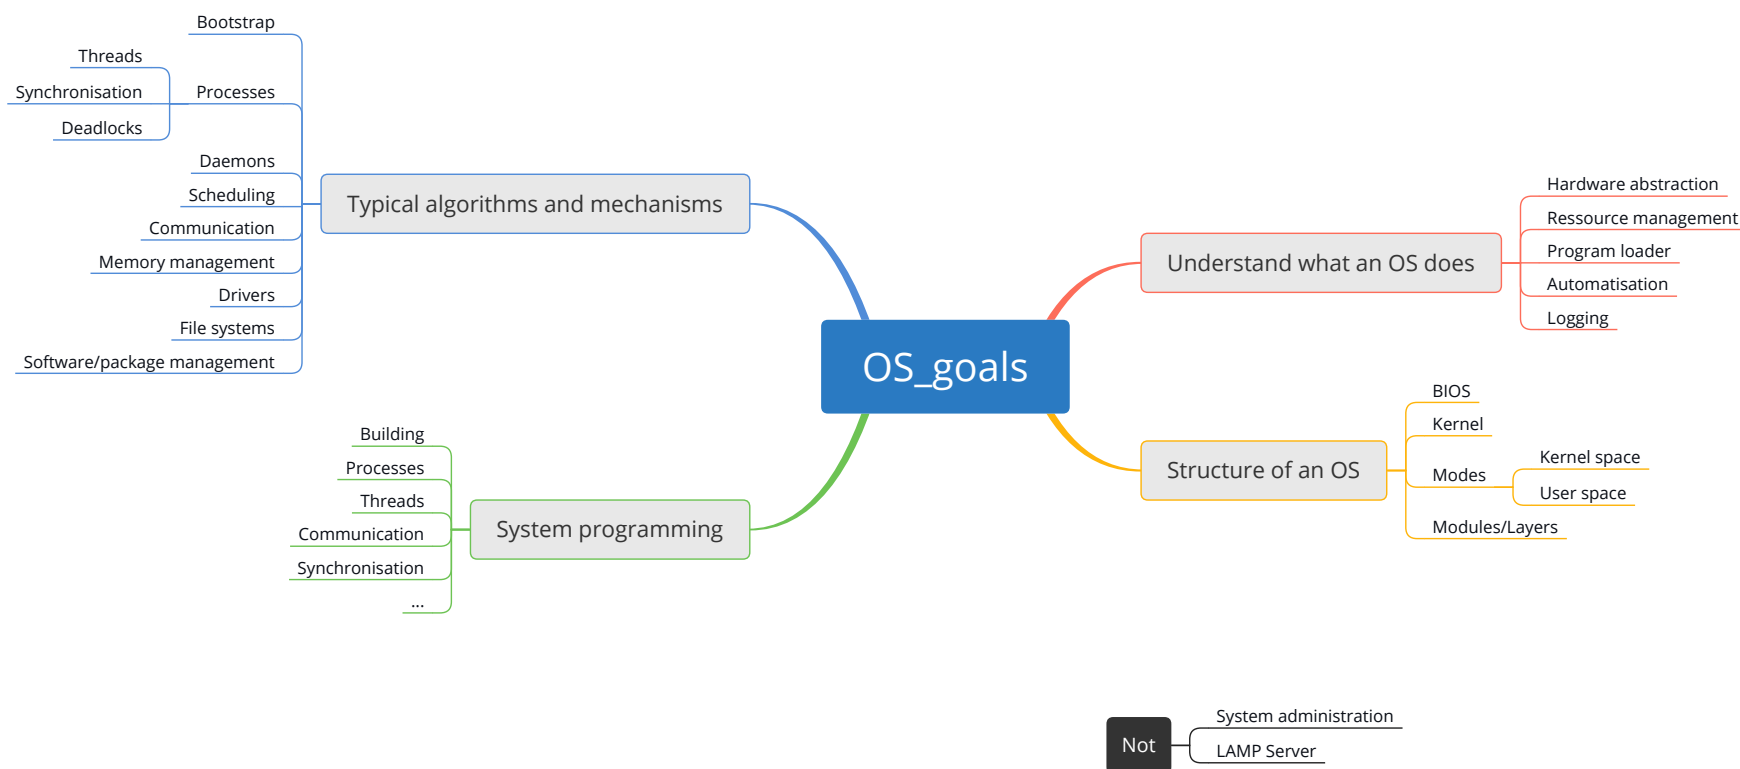 OS_goals
Understand what an OS does
Hardware abstraction
Ressource management
Program loader
Automatisation
Logging
Structure of an OS
BIOS
Kernel
Modes
Kernel space
User space
Modules/Layers
Typical algorithms and mechanisms
Bootstrap
Processes
Threads
Synchronisation
Deadlocks
Daemons
Scheduling
Communication
Memory management
Drivers
File systems
Software/package management
System programming
Building
Processes
Threads
Communication
Synchronisation
...
Not
System administration
LAMP Server